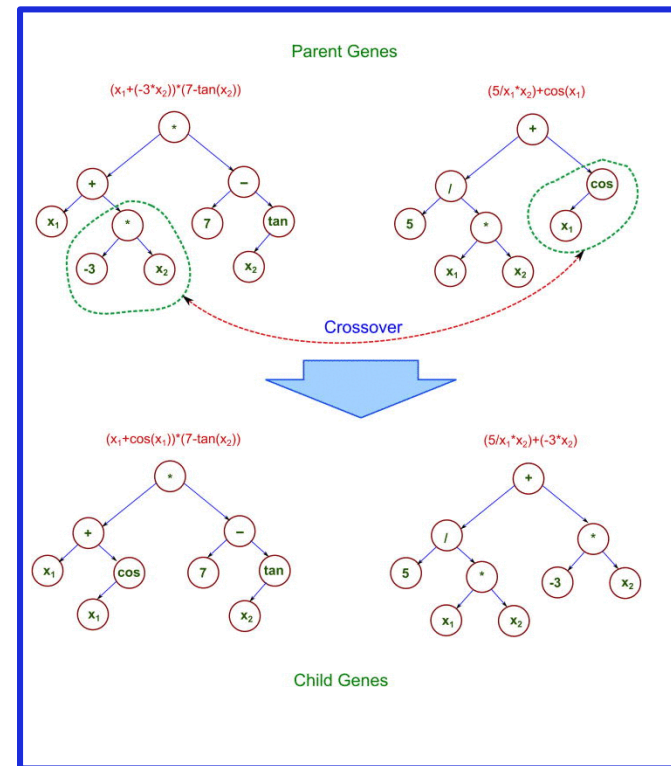 Parent Genes
(x₁+(-3*x₂))*(7-tan(x₂))
(5/x₁*x₂)+cos(x₁)
*
+
+
−
/
cos
x₁
*
7
tan
5
*
x₁
-3
x₂
x₂
x₁
x₂
Crossover
(x₁+cos(x₁))*(7-tan(x₂))
(5/x₁*x₂)+(-3*x₂)
*
+
+
−
/
*
x₁
cos
7
tan
5
*
-3
x₂
x₁
x₂
x₁
x₂
Child Genes